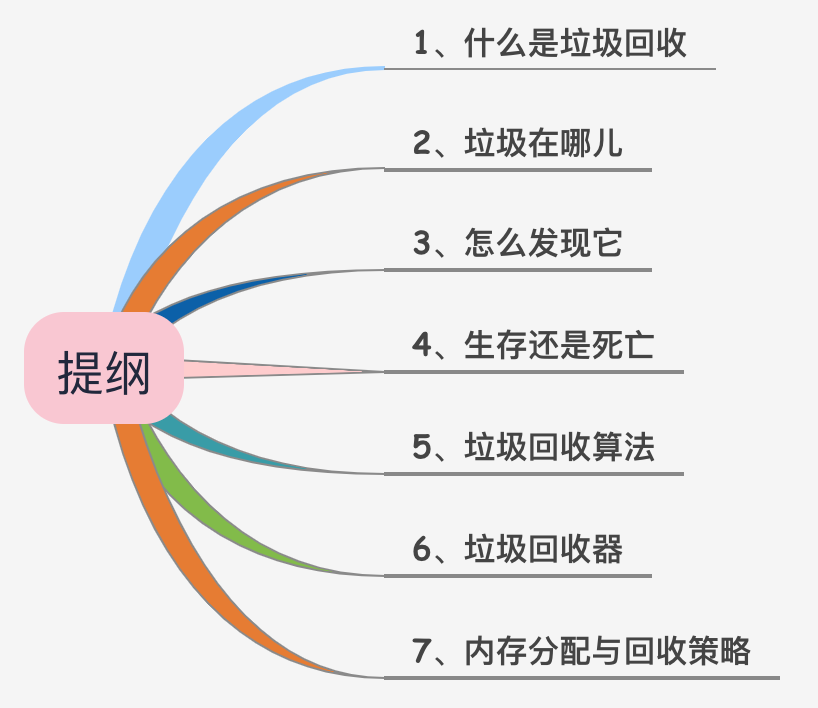 提纲
1、什么是垃圾回收
2、垃圾在哪儿
3、怎么发现它
4、生存还是死亡
5、垃圾回收算法
6、垃圾回收器
7、内存分配与回收策略